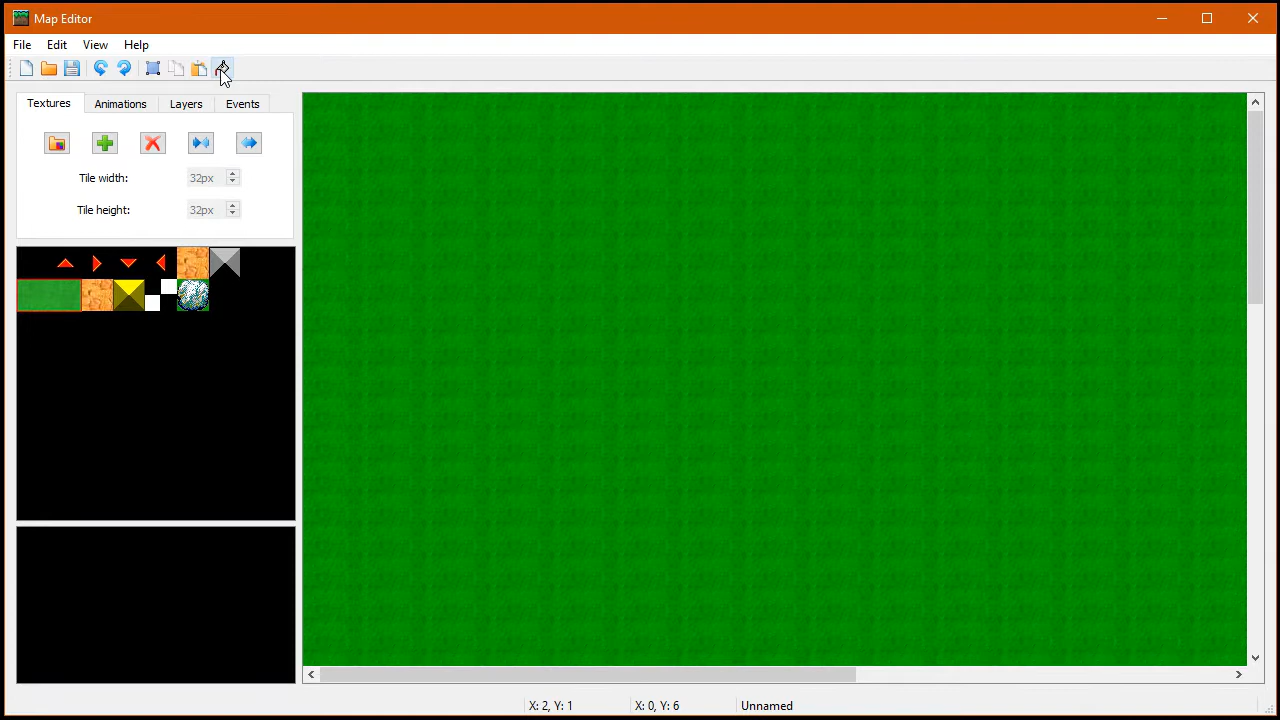 Map Editor
File Edit View Help
Textures Animations Layers Events
Tile width: 32px
Tile height: 32px
X: 2, Y: 1 X: 0, Y: 6 Unnamed